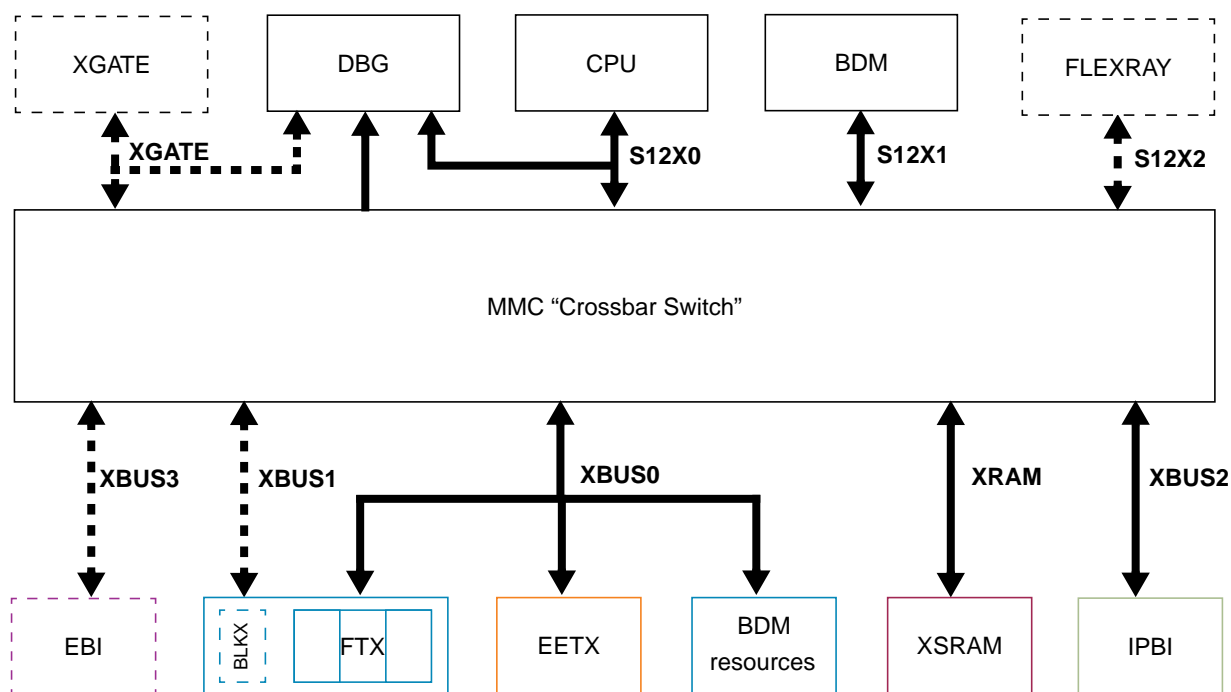 XGATE
DBG
CPU
BDM
FLEXRAY
XGATE
S12X0
S12X1
S12X2
MMC “Crossbar Switch”
XBUS3
XBUS1
XBUS0
XRAM
XBUS2
EBI
BLKX
FTX
EETX
BDM
resources
XSRAM
IPBI